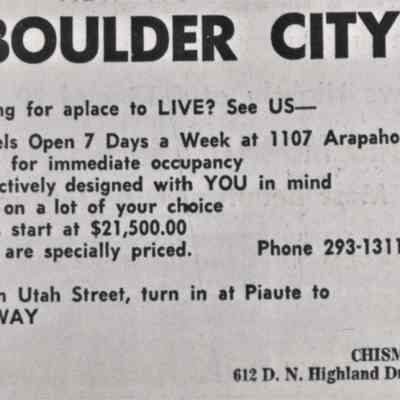 BOULDER CITY
ng for aplace to LIVE? See US—
els Open 7 Days a Week at 1107 Arapaho
for immediate occupancy
ctively designed with YOU in mind
on a lot of your choice
s start at $21,500.00
are specially priced. Phone 293-1311
n Utah Street, turn in at Piaute to
WAY
CHISM
612 D. N. Highland Dr